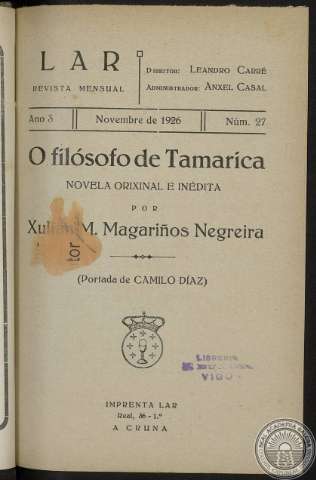 LAR
REVISTA MENSUAL
DIRECTOR: LEANDRO CARRÉ
ADMINISTRADOR: ANXEL CASAL
Ano 3 Novembre de 1926 Núm. 27
O filósofo de Tamarica
NOVELA ORIXINAL E INÉDITA
POR
M. Magariños Negreira
(Portada de CAMILO DÍAZ)
LIBRERIA
VIGO
IMPRENTA LAR
Real, 36 - 1.º
A CRUNA